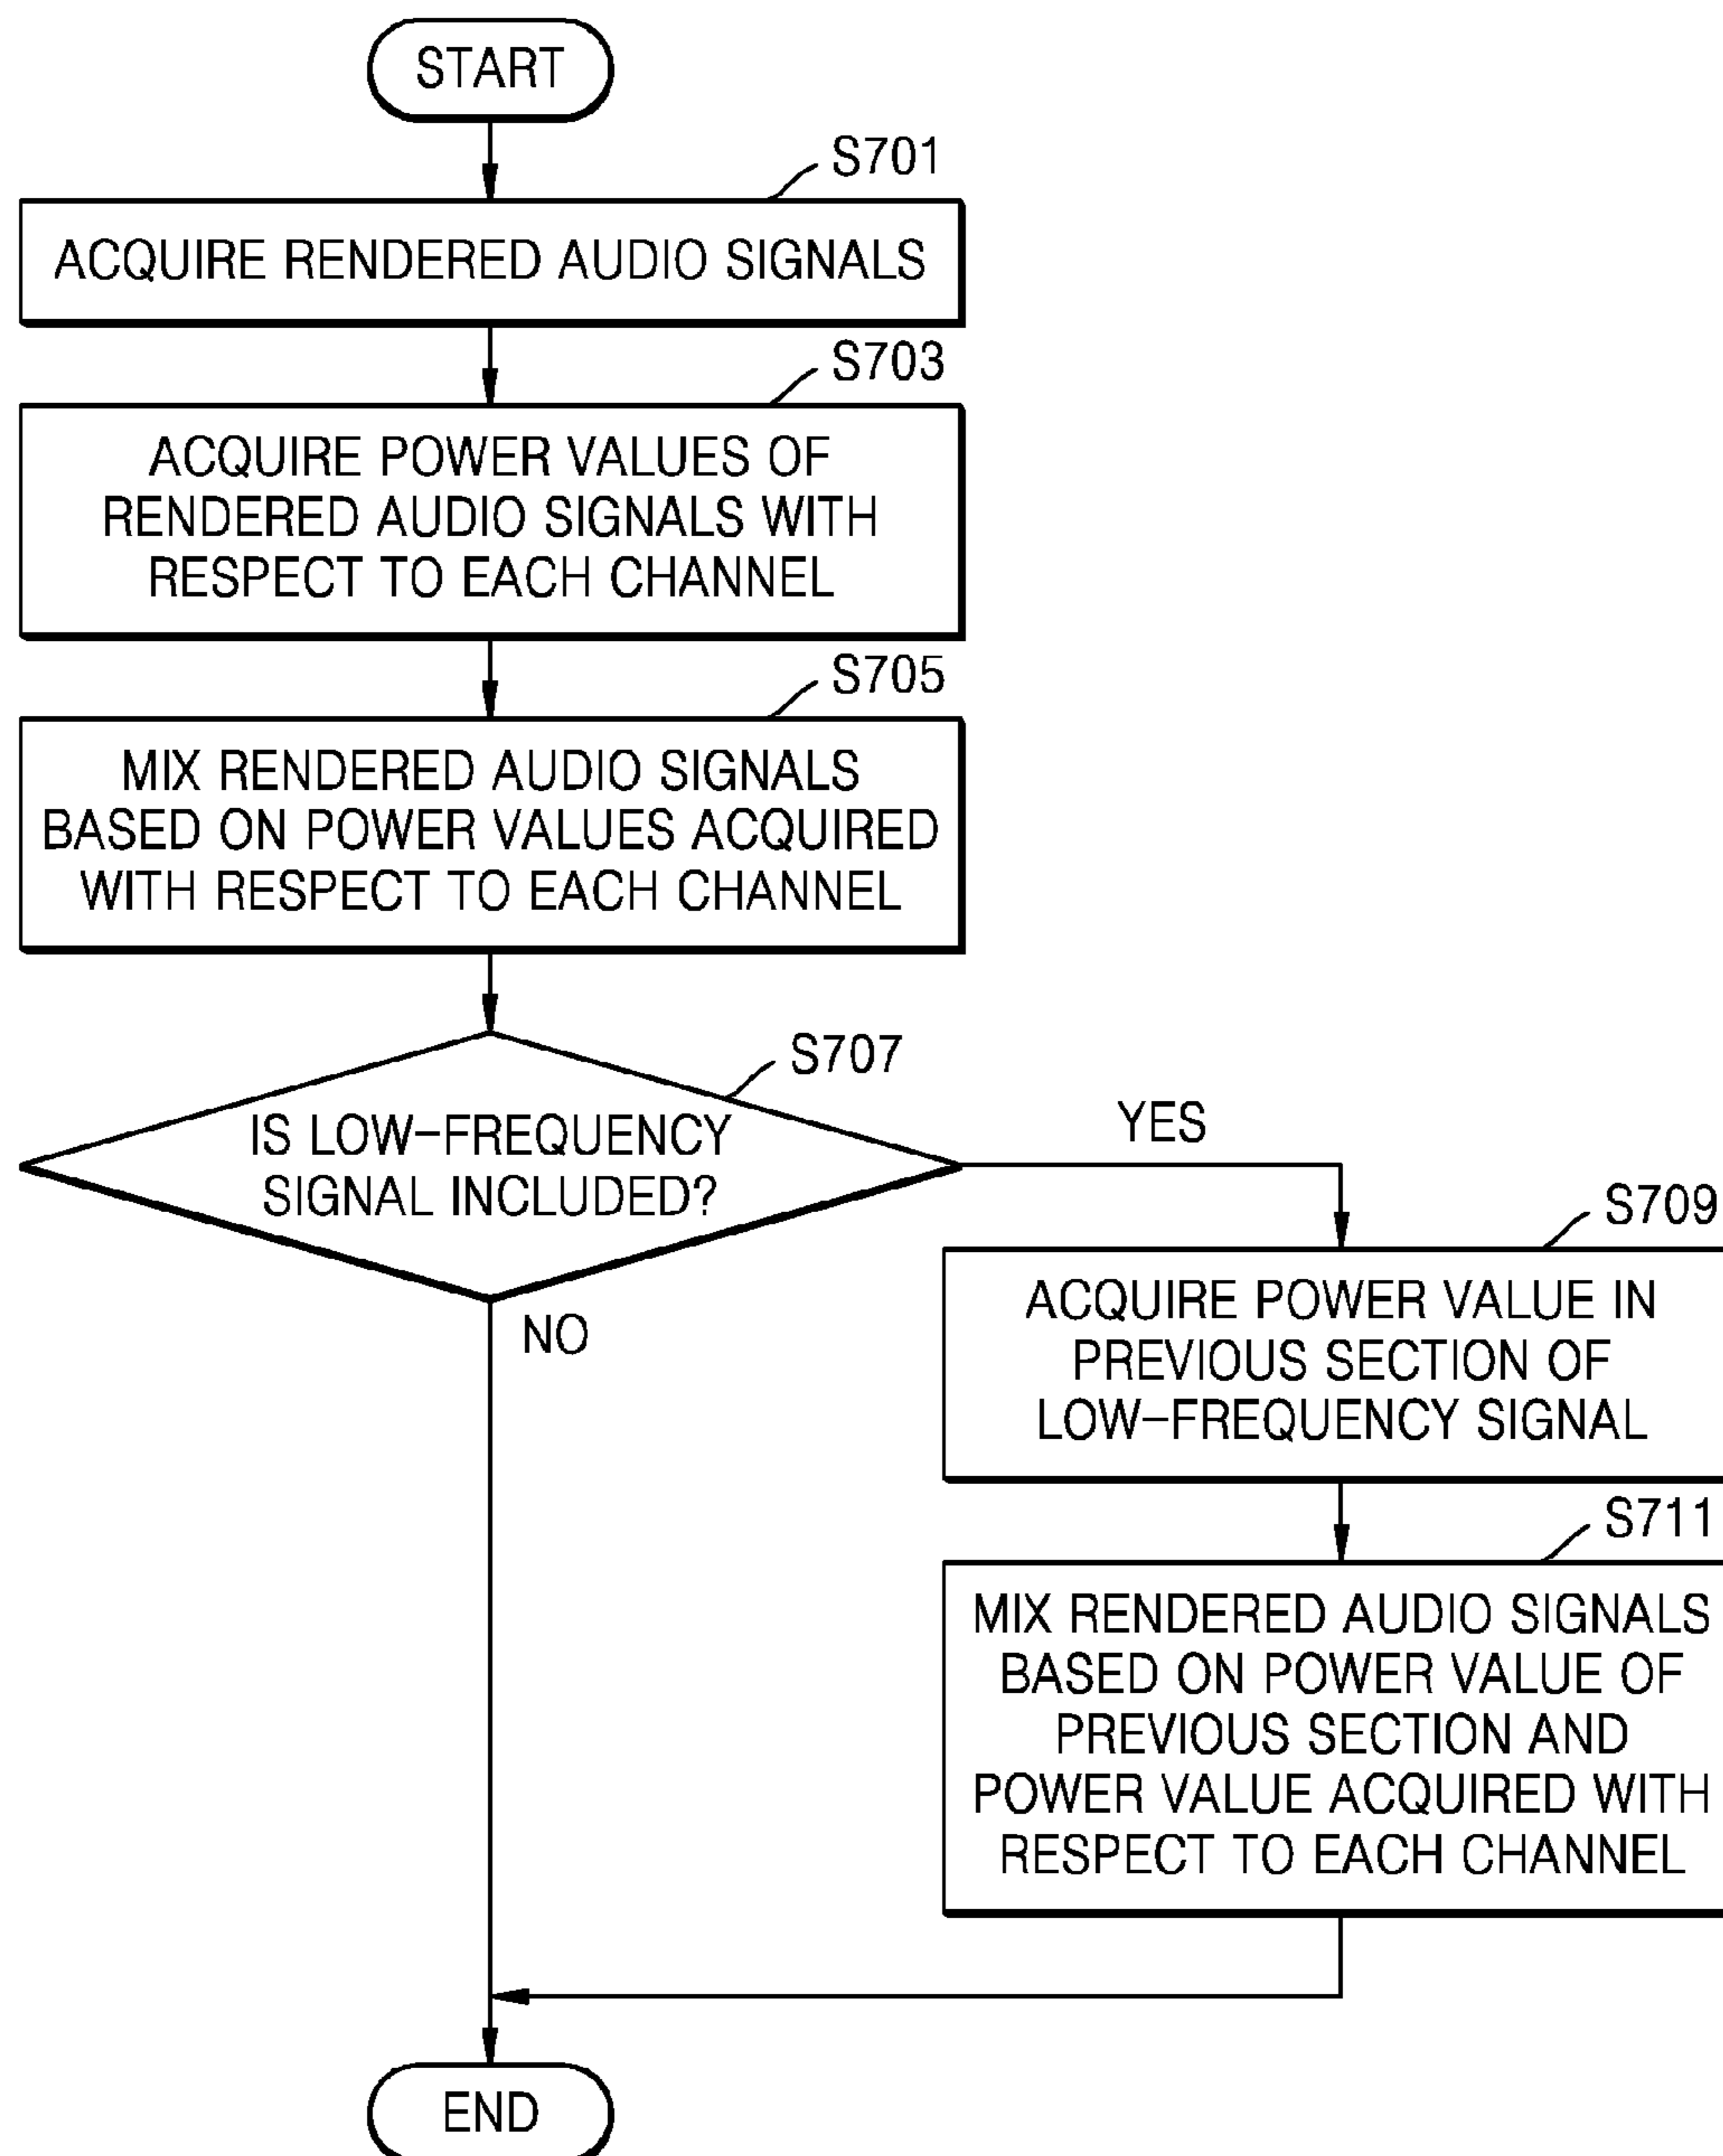 START
S701
ACQUIRE RENDERED AUDIO SIGNALS
S703
ACQUIRE POWER VALUES OF
RENDERED AUDIO SIGNALS WITH
RESPECT TO EACH CHANNEL
S705
MIX RENDERED AUDIO SIGNALS
BASED ON POWER VALUES ACQUIRED
WITH RESPECT TO EACH CHANNEL
S707
IS LOW-FREQUENCY
SIGNAL INCLUDED?
YES
NO
S709
ACQUIRE POWER VALUE IN
PREVIOUS SECTION OF
LOW-FREQUENCY SIGNAL
S711
MIX RENDERED AUDIO SIGNALS
BASED ON POWER VALUE OF
PREVIOUS SECTION AND
POWER VALUE ACQUIRED WITH
RESPECT TO EACH CHANNEL
END